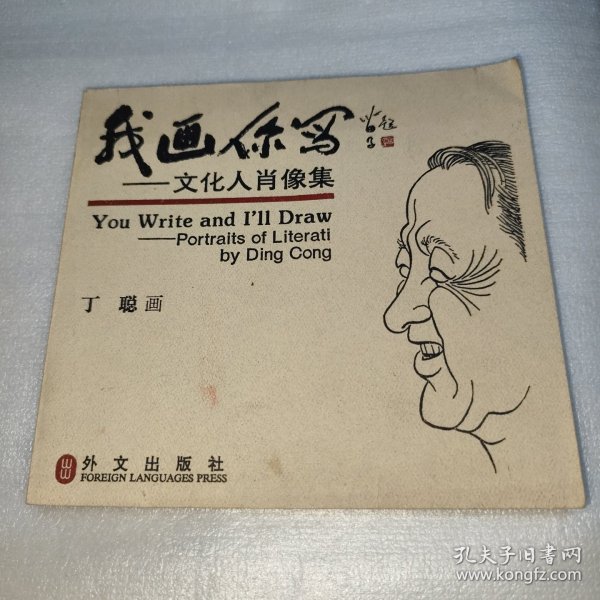 我画你写
——文化人肖像集
You Write and I'll Draw
——Portraits of Literati
by Ding Cong
丁 聪 画
外文出版社
FOREIGN LANGUAGES PRESS
孔夫子旧书网
www.kongfz.com